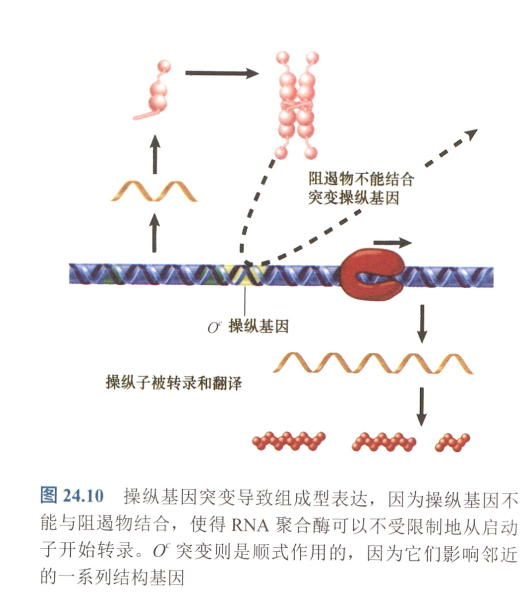 阻遏物不能结合
突变操纵基因
Oᶜ 操纵基因
操纵子被转录和翻译
图 24.10 操纵基因突变导致组成型表达，因为操纵基因不
能与阻遏物结合，使得 RNA 聚合酶可以不受限制地从启动
子开始转录。Oᶜ 突变则是顺式作用的，因为它们影响邻近
的一系列结构基因